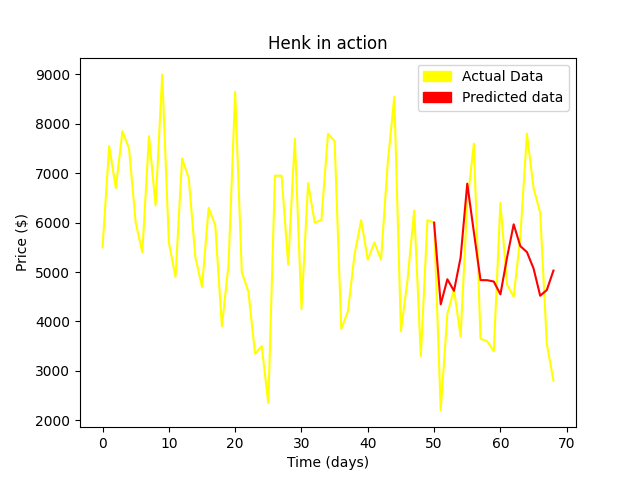 Henk in action
Actual Data
Predicted data
Price ($)
9000
8000
7000
6000
5000
4000
3000
2000
0 10 20 30 40 50 60 70
Time (days)